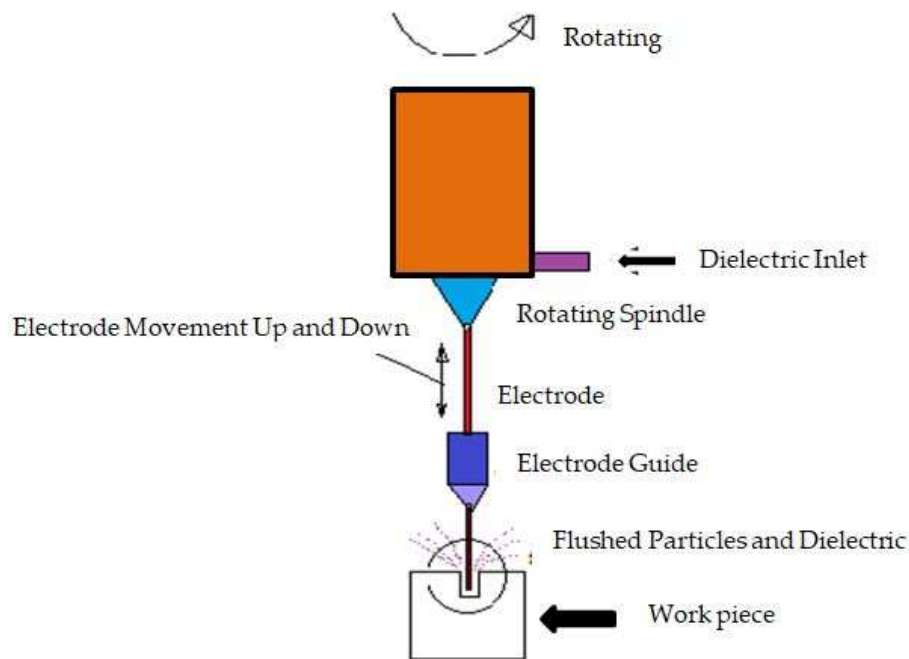 Rotating
Dielectric Inlet
Rotating Spindle
Electrode Movement Up and Down
Electrode
Electrode Guide
Flushed Particles and Dielectric
Work piece